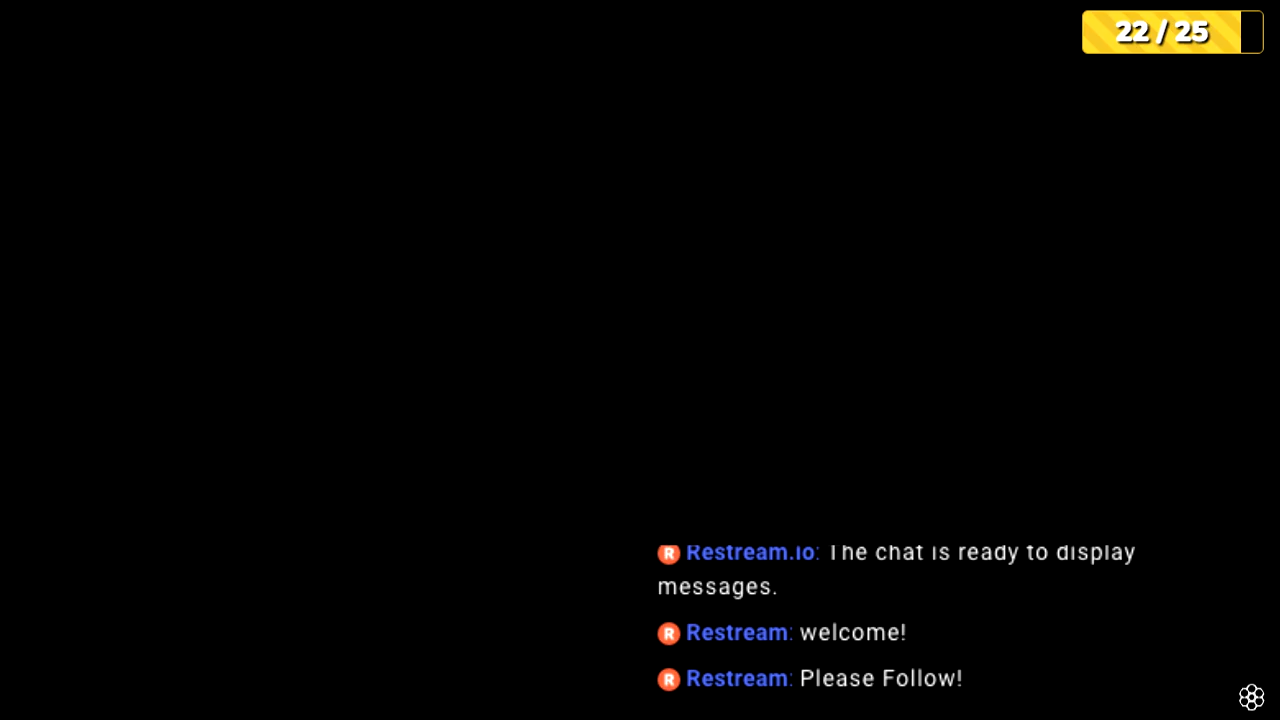 22 / 25
Restream.io: The chat is ready to display
messages.
Restream: welcome!
Restream: Please Follow!